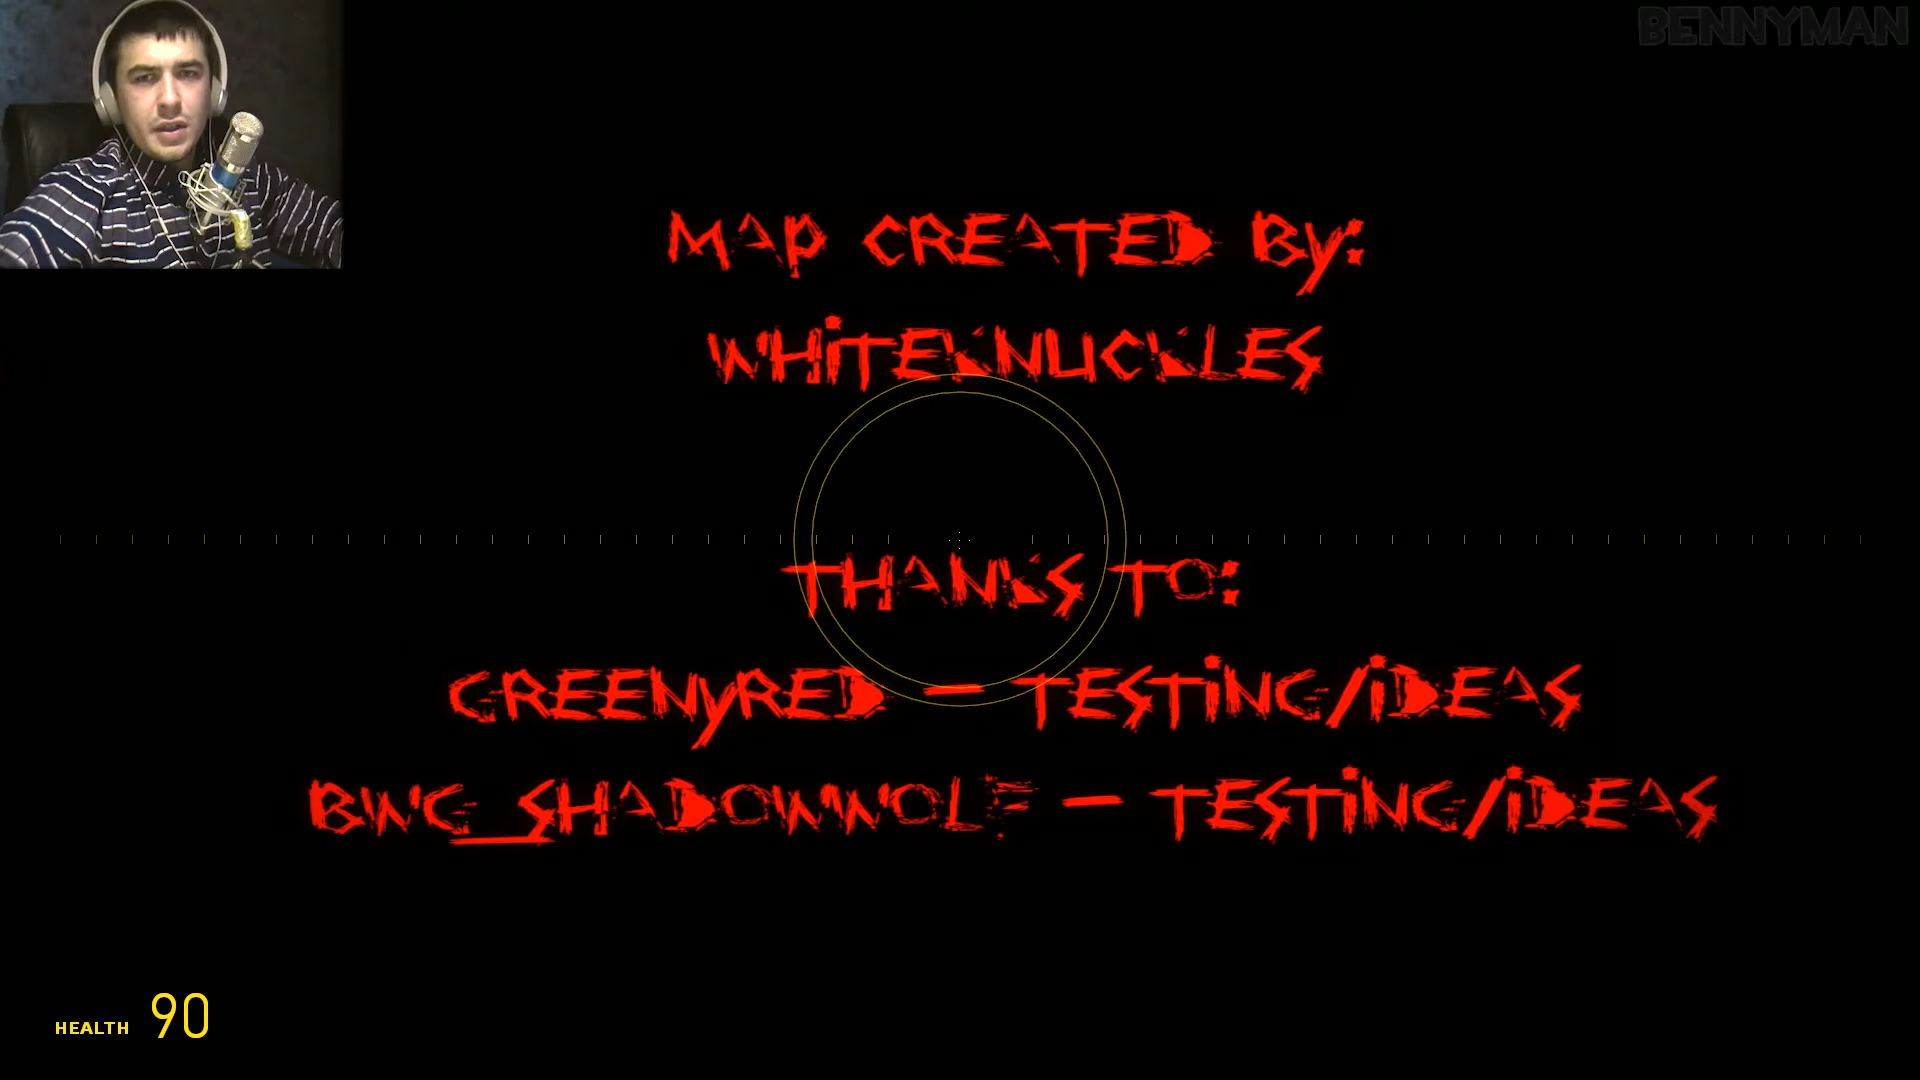 BENNYMAN
MAP CREATED BY:
WHITEKNUCKLES
THANKS TO:
GREENYRED - TESTING/IDEAS
BWG_SHADOWWOLF - TESTING/IDEAS
HEALTH 90